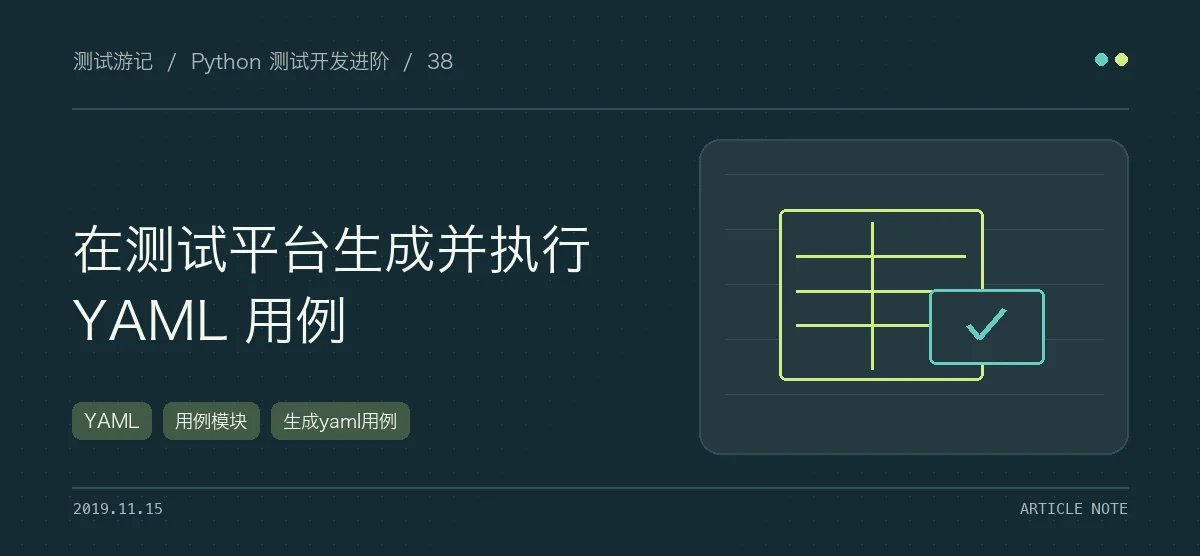 测试游记 / Python 测试开发进阶 / 38
在测试平台生成并执行
YAML 用例
YAML 用例模块 生成yaml用例
2019.11.15 ARTICLE NOTE